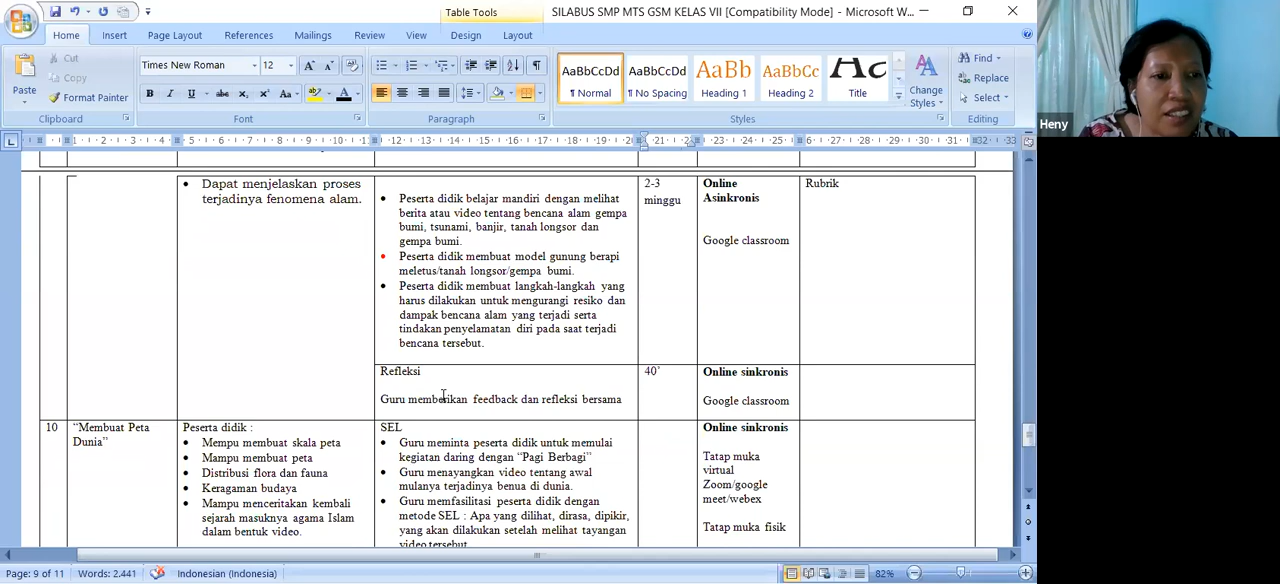 Table Tools
SILABUS SMP MTS GSM KELAS VII [Compatibility Mode] - Microsoft W...
Home Insert Page Layout References Mailings Review View Design Layout
Paste
Cut
Copy
Format Painter
Clipboard
Times New Roman 12
Font
Paragraph
AaBbCcDd AaBbCcDd AaBb AaBbCc Ac
¶ Normal ¶ No Spacing Heading 1 Heading 2 Title
Styles
Change Styles
Find
Replace
Select
Editing
Heny
• Dapat menjelaskan proses
terjadinya fenomena alam.
• Peserta didik belajar mandiri dengan melihat
berita atau video tentang bencana alam gempa
bumi, tsunami, banjir, tanah longsor dan
gempa bumi.
• Peserta didik membuat model gunung berapi
meletus/tanah longsor/gempa bumi.
• Peserta didik membuat langkah-langkah yang
harus dilakukan untuk mengurangi resiko dan
dampak bencana alam yang terjadi serta
tindakan penyelamatan diri pada saat terjadi
bencana tersebut.
2-3
minggu
Online
Asinkronis
Google classroom
Rubrik
Refleksi
Guru memberikan feedback dan refleksi bersama
40’
Online sinkronis
Google classroom
10
“Membuat Peta
Dunia”
Peserta didik :
• Mempu membuat skala peta
• Mampu membuat peta
• Distribusi flora dan fauna
• Keragaman budaya
• Mampu menceritakan kembali
sejarah masuknya agama Islam
dalam bentuk video.
SEL
• Guru meminta peserta didik untuk memulai
kegiatan daring dengan “Pagi Berbagi”
• Guru menayangkan video tentang awal
mulanya terjadinya benua di dunia.
• Guru memfasilitasi peserta didik dengan
metode SEL : Apa yang dilihat, dirasa, dipikir,
yang akan dilakukan setelah melihat tayangan
video tersebut
Online sinkronis
Tatap muka
virtual
Zoom/google
meet/webex
Tatap muka fisik
Page: 9 of 11 Words: 2.441 Indonesian (Indonesia) 82%